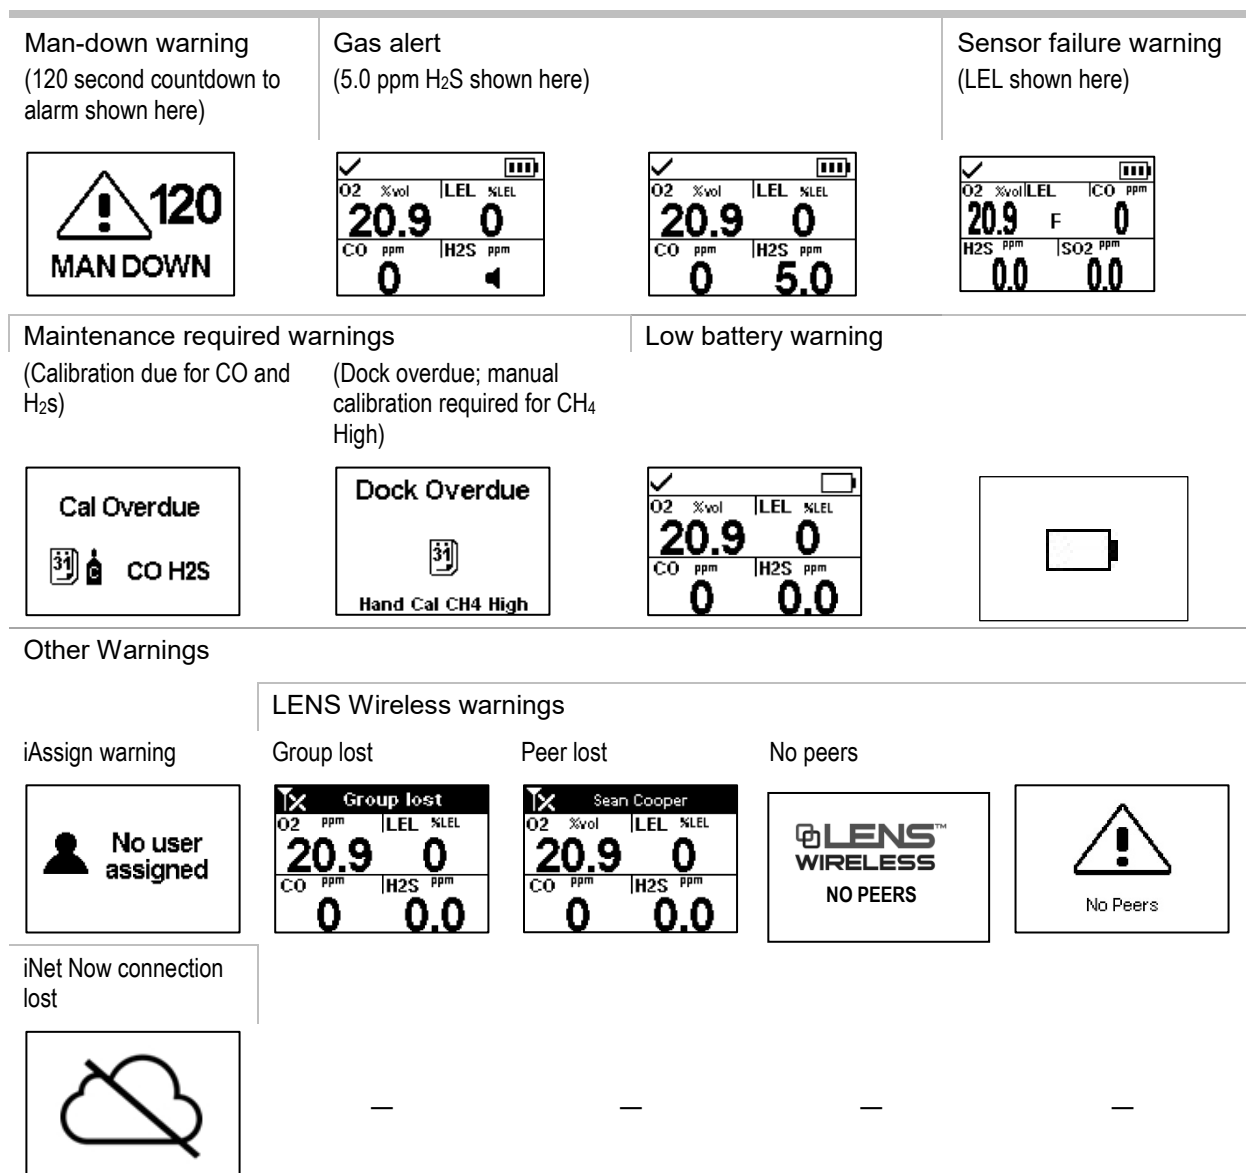 Man-down warning
(120 second countdown to
alarm shown here)
Gas alert
(5.0 ppm H₂S shown here)
Sensor failure warning
(LEL shown here)
120
MAN DOWN
O2 %vol LEL %LEL
20.9 0
CO ppm H2S ppm
0
O2 %vol LEL %LEL
20.9 0
CO ppm H2S ppm
0 5.0
O2 %vol LEL CO ppm
20.9 F 0
H2S ppm SO2 ppm
0.0 0.0
Maintenance required warnings
(Calibration due for CO and
H₂s)
(Dock overdue; manual
calibration required for CH₄
High)
Low battery warning
Cal Overdue
31 C CO H2S
Dock Overdue
31
Hand Cal CH4 High
O2 %vol LEL %LEL
20.9 0
CO ppm H2S ppm
0 0.0
Other Warnings
LENS Wireless warnings
iAssign warning
Group lost
Peer lost
No peers
No user
assigned
Group lost
O2 ppm LEL %LEL
20.9 0
CO ppm H2S ppm
0 0.0
Sean Cooper
O2 %vol LEL %LEL
20.9 0
CO ppm H2S ppm
0 0.0
LENS™
WIRELESS
NO PEERS
No Peers
iNet Now connection
lost
— — — —